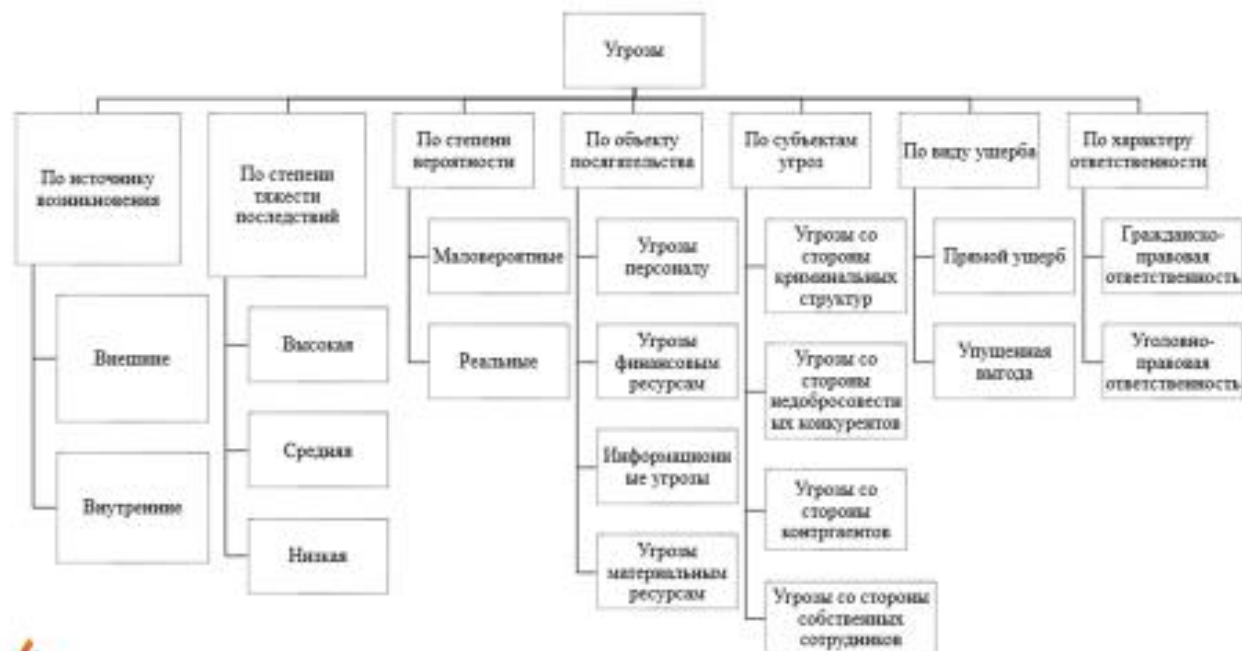 Угрозы
По источнику
возникновения
Внешние
Внутренние
По степени
тяжести
последствий
Высокая
Средняя
Низкая
По степени
вероятности
Маловероятные
Реальные
По объекту
посягательства
Угрозы
персоналу
Угрозы
финансовым
ресурсам
Информационн
ые угрозы
Угрозы
материальным
ресурсам
По субъектам
угроз
Угрозы со
стороны
криминальных
структур
Угрозы со
стороны
недобросовестн
ых конкурентов
Угрозы со
стороны
контргаентов
Угрозы со стороны
собственных
сотрудников
По виду ущерба
Прямой ущерб
Упущенная
выгода
По характеру
ответственности
Гражданско-
правовая
ответственность
Уголовно-
правовая
ответственность